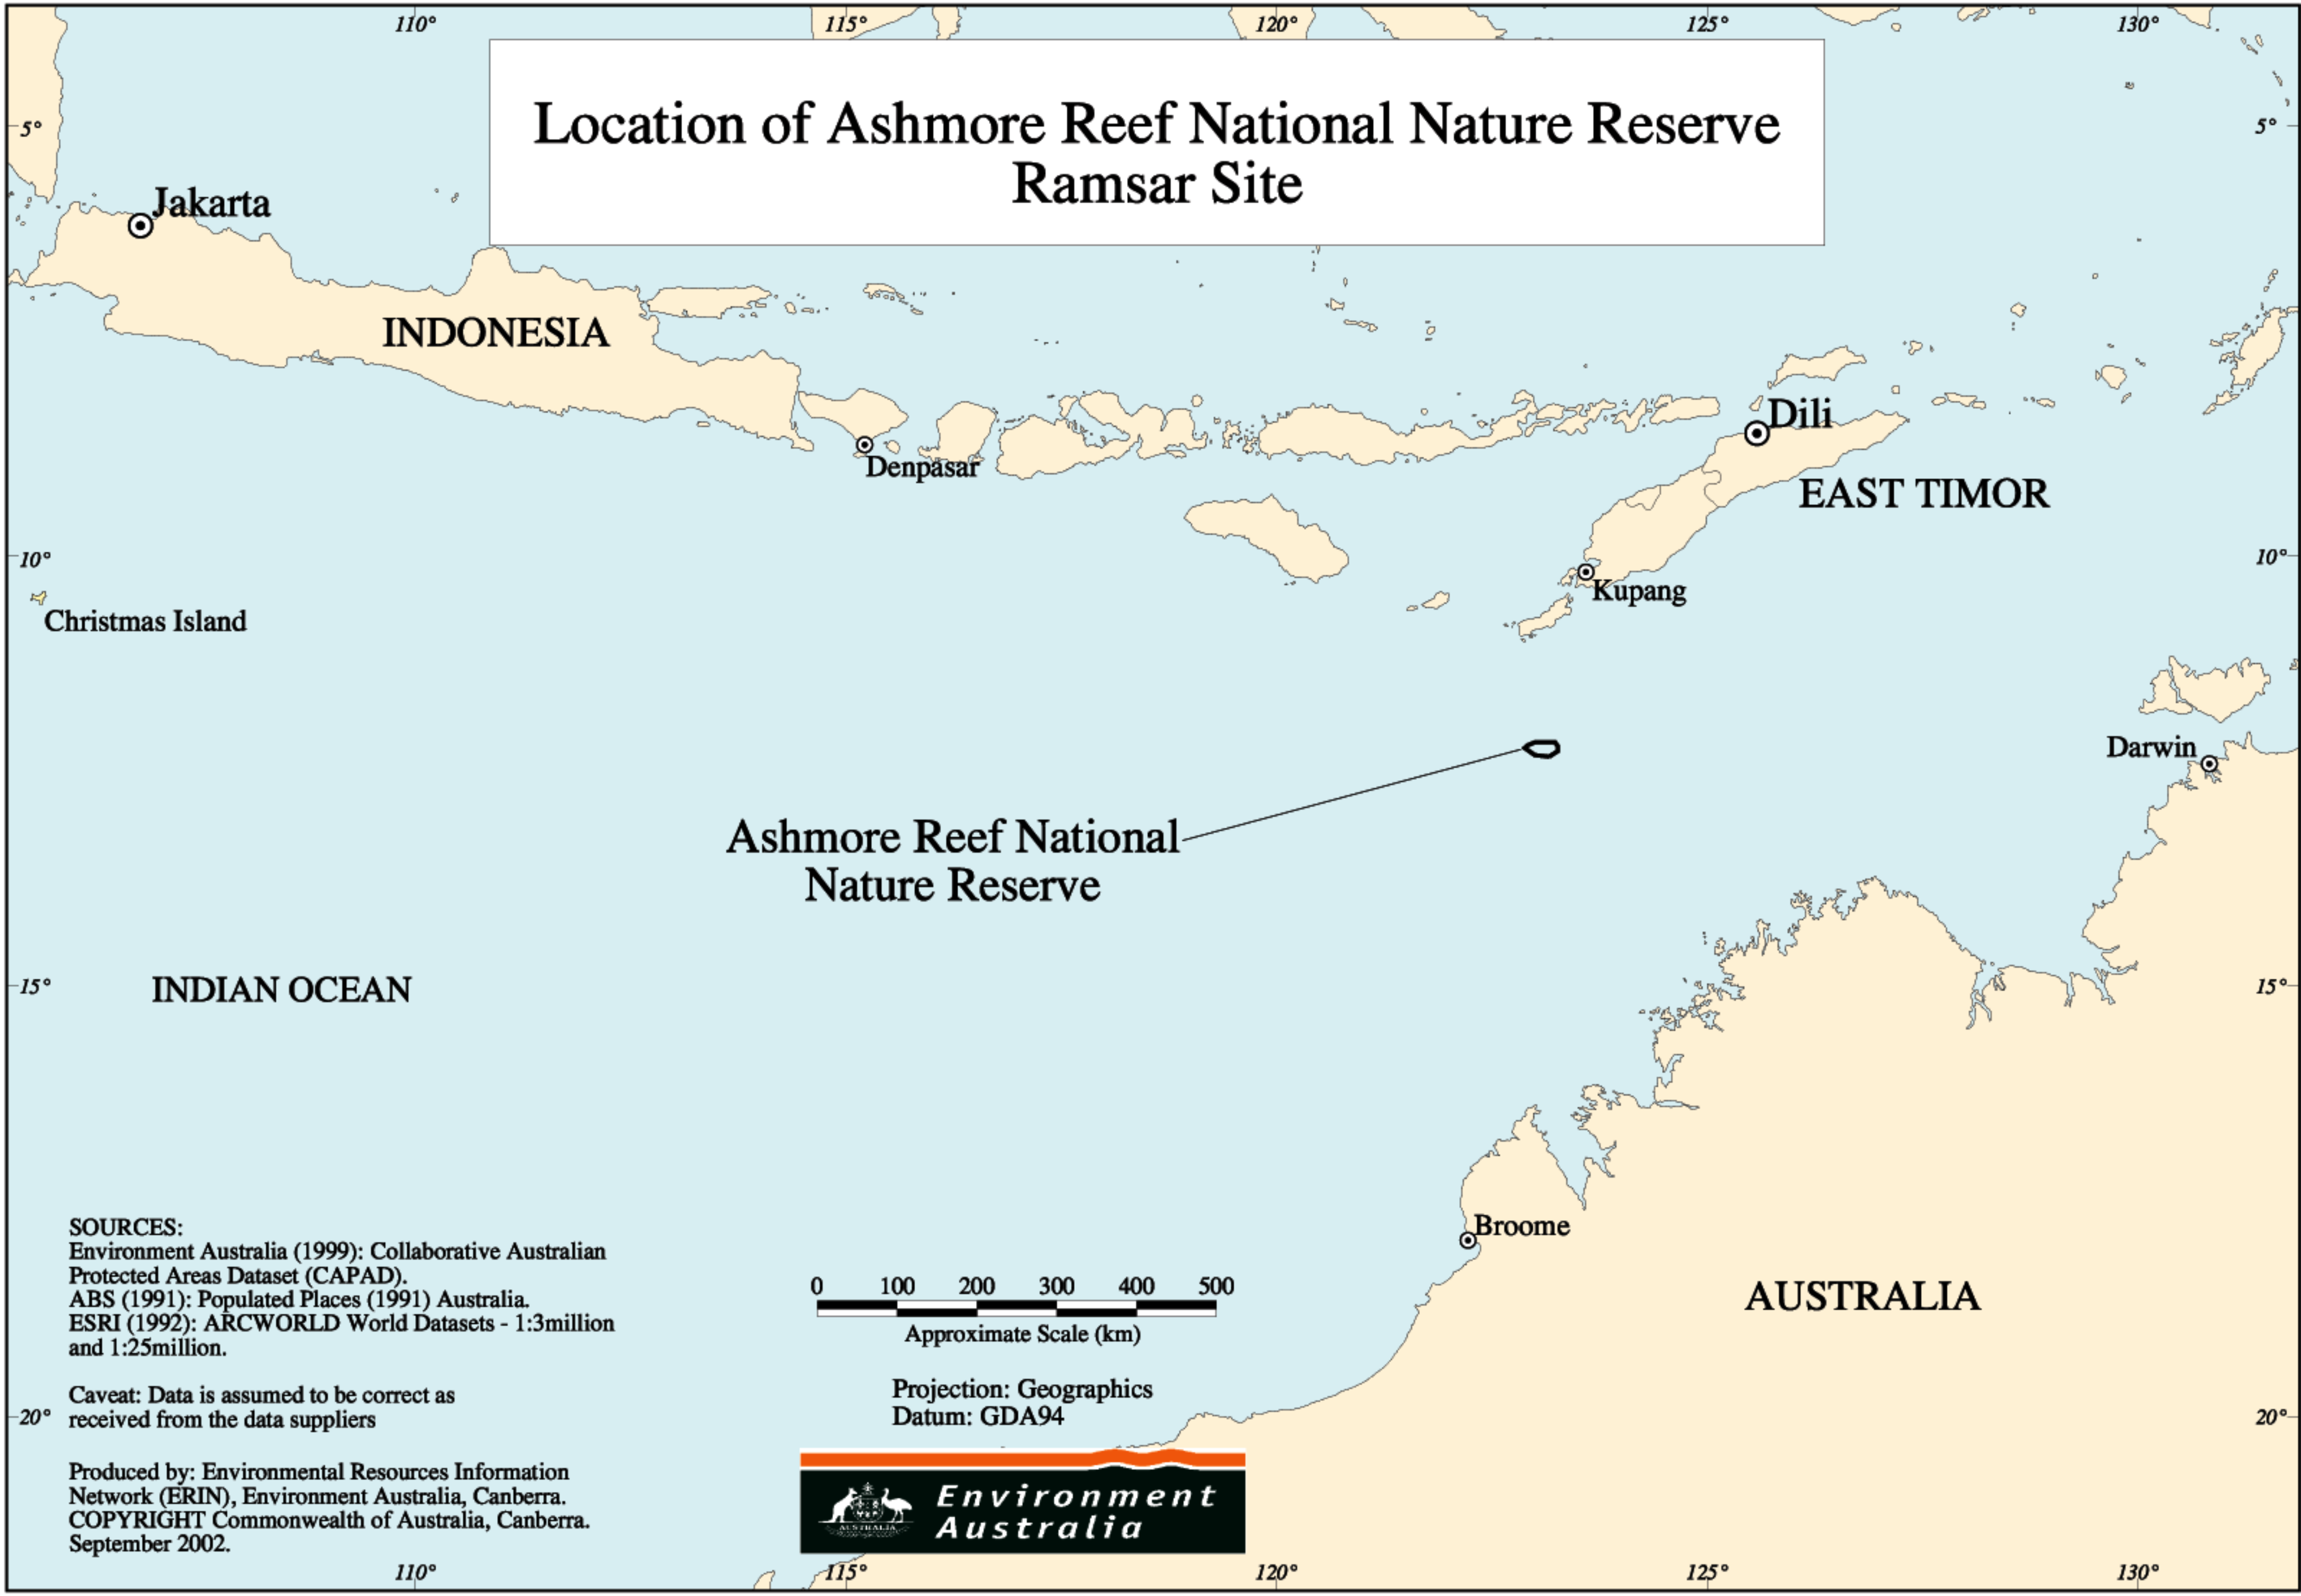 110°
115°
120°
125°
130°
Location of Ashmore Reef National Nature Reserve
Ramsar Site
5°
5°
Jakarta
INDONESIA
Denpasar
Dili
EAST TIMOR
10°
10°
Kupang
Christmas Island
Darwin
Ashmore Reef National
Nature Reserve
15°
INDIAN OCEAN
15°
Broome
AUSTRALIA
SOURCES:
Environment Australia (1999): Collaborative Australian
Protected Areas Dataset (CAPAD).
ABS (1991): Populated Places (1991) Australia.
ESRI (1992): ARCWORLD World Datasets - 1:3million
and 1:25million.
0 100 200 300 400 500
Approximate Scale (km)
Caveat: Data is assumed to be correct as
received from the data suppliers
Projection: Geographics
Datum: GDA94
20°
20°
Produced by: Environmental Resources Information
Network (ERIN), Environment Australia, Canberra.
COPYRIGHT Commonwealth of Australia, Canberra.
September 2002.
AUSTRALIA
Environment
Australia
110°
115°
120°
125°
130°